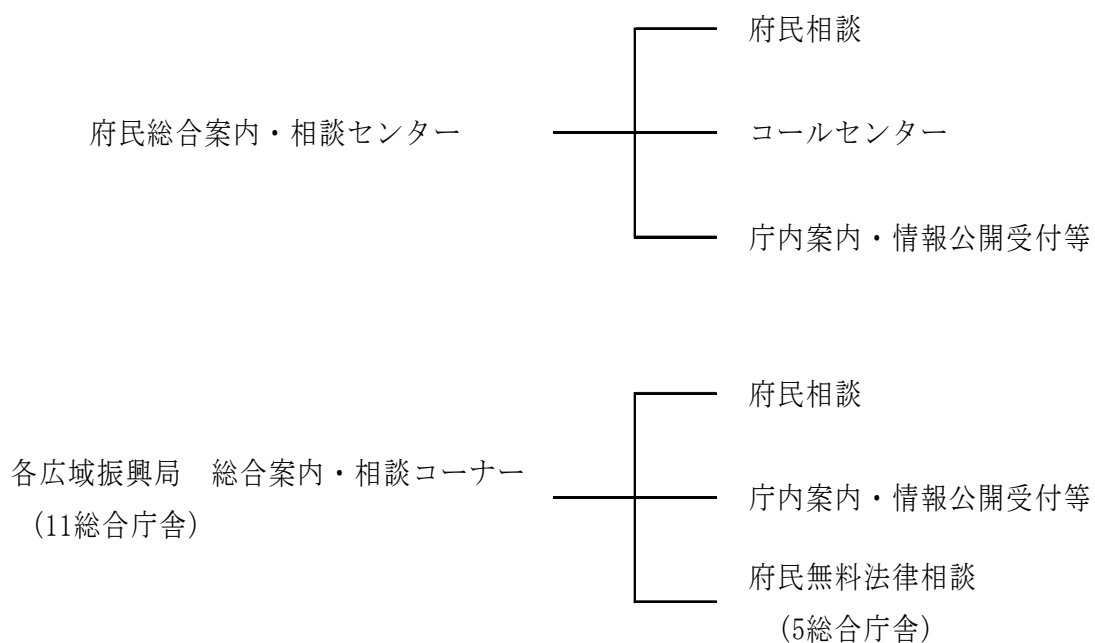 府民相談
府民総合案内・相談センター
コールセンター
庁内案内・情報公開受付等
府民相談
各広域振興局　総合案内・相談コーナー
(11総合庁舎)
庁内案内・情報公開受付等
府民無料法律相談
(5総合庁舎)